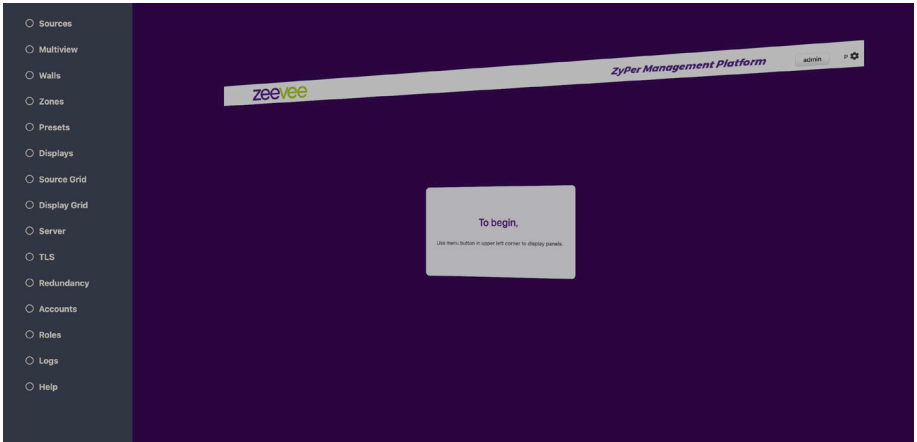 Sources
Multiview
Walls
Zones
Presets
Displays
Source Grid
Display Grid
Server
TLS
Redundancy
Accounts
Roles
Logs
Help
zeevee
ZyPer Management Platform
admin
P
To begin,
Use menu button in upper left corner to display panels.